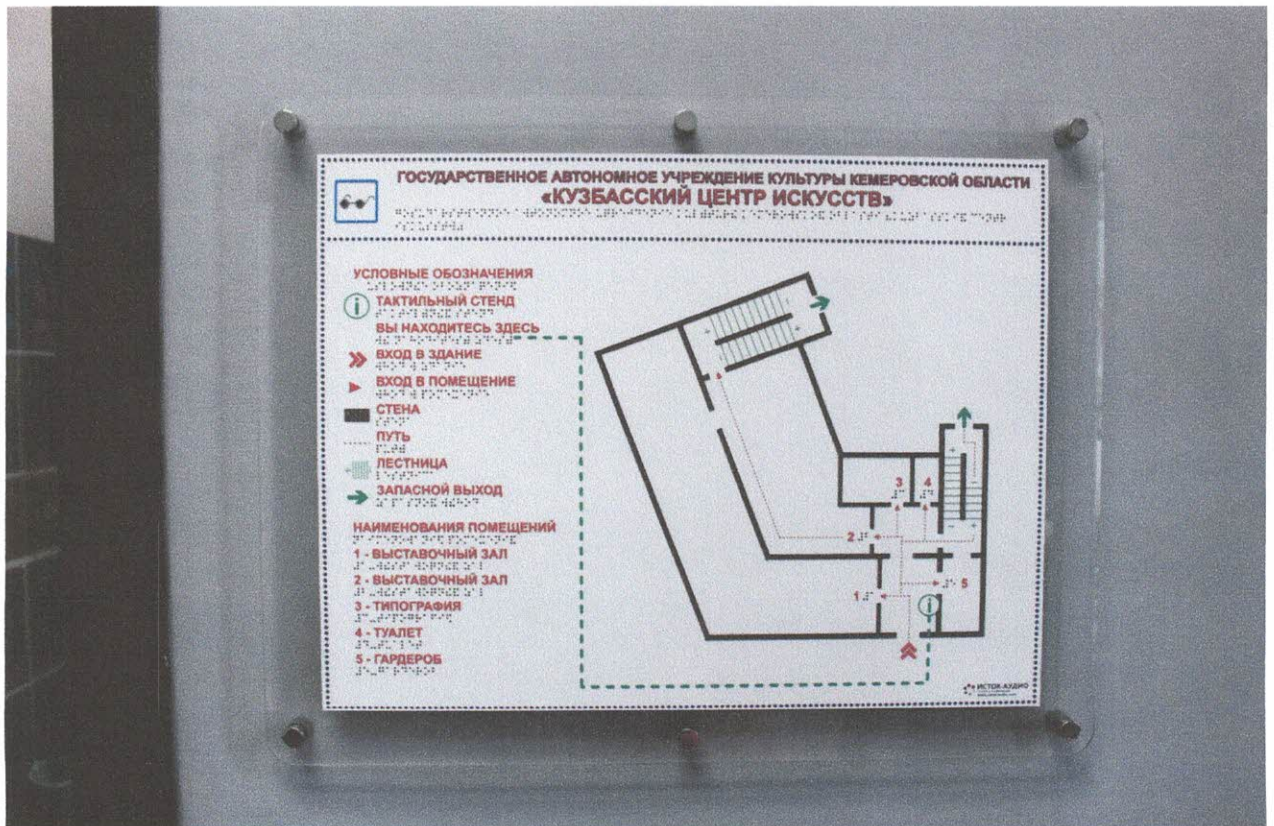 ГОСУДАРСТВЕННОЕ АВТОНОМНОЕ УЧРЕЖДЕНИЕ КУЛЬТУРЫ КЕМЕРОВСКОЙ ОБЛАСТИ
«КУЗБАССКИЙ ЦЕНТР ИСКУССТВ»
УСЛОВНЫЕ ОБОЗНАЧЕНИЯ
i ТАКТИЛЬНЫЙ СТЕНД
ВЫ НАХОДИТЕСЬ ЗДЕСЬ
ВХОД В ЗДАНИЕ
ВХОД В ПОМЕЩЕНИЕ
СТЕНА
ПУТЬ
ЛЕСТНИЦА
ЗАПАСНОЙ ВЫХОД
НАИМЕНОВАНИЯ ПОМЕЩЕНИЙ
1 - ВЫСТАВОЧНЫЙ ЗАЛ
2 - ВЫСТАВОЧНЫЙ ЗАЛ
3 - ТИПОГРАФИЯ
4 - ТУАЛЕТ
5 - ГАРДЕРОБ
3 4
2
5
1
i
ИСТОК-АУДИО